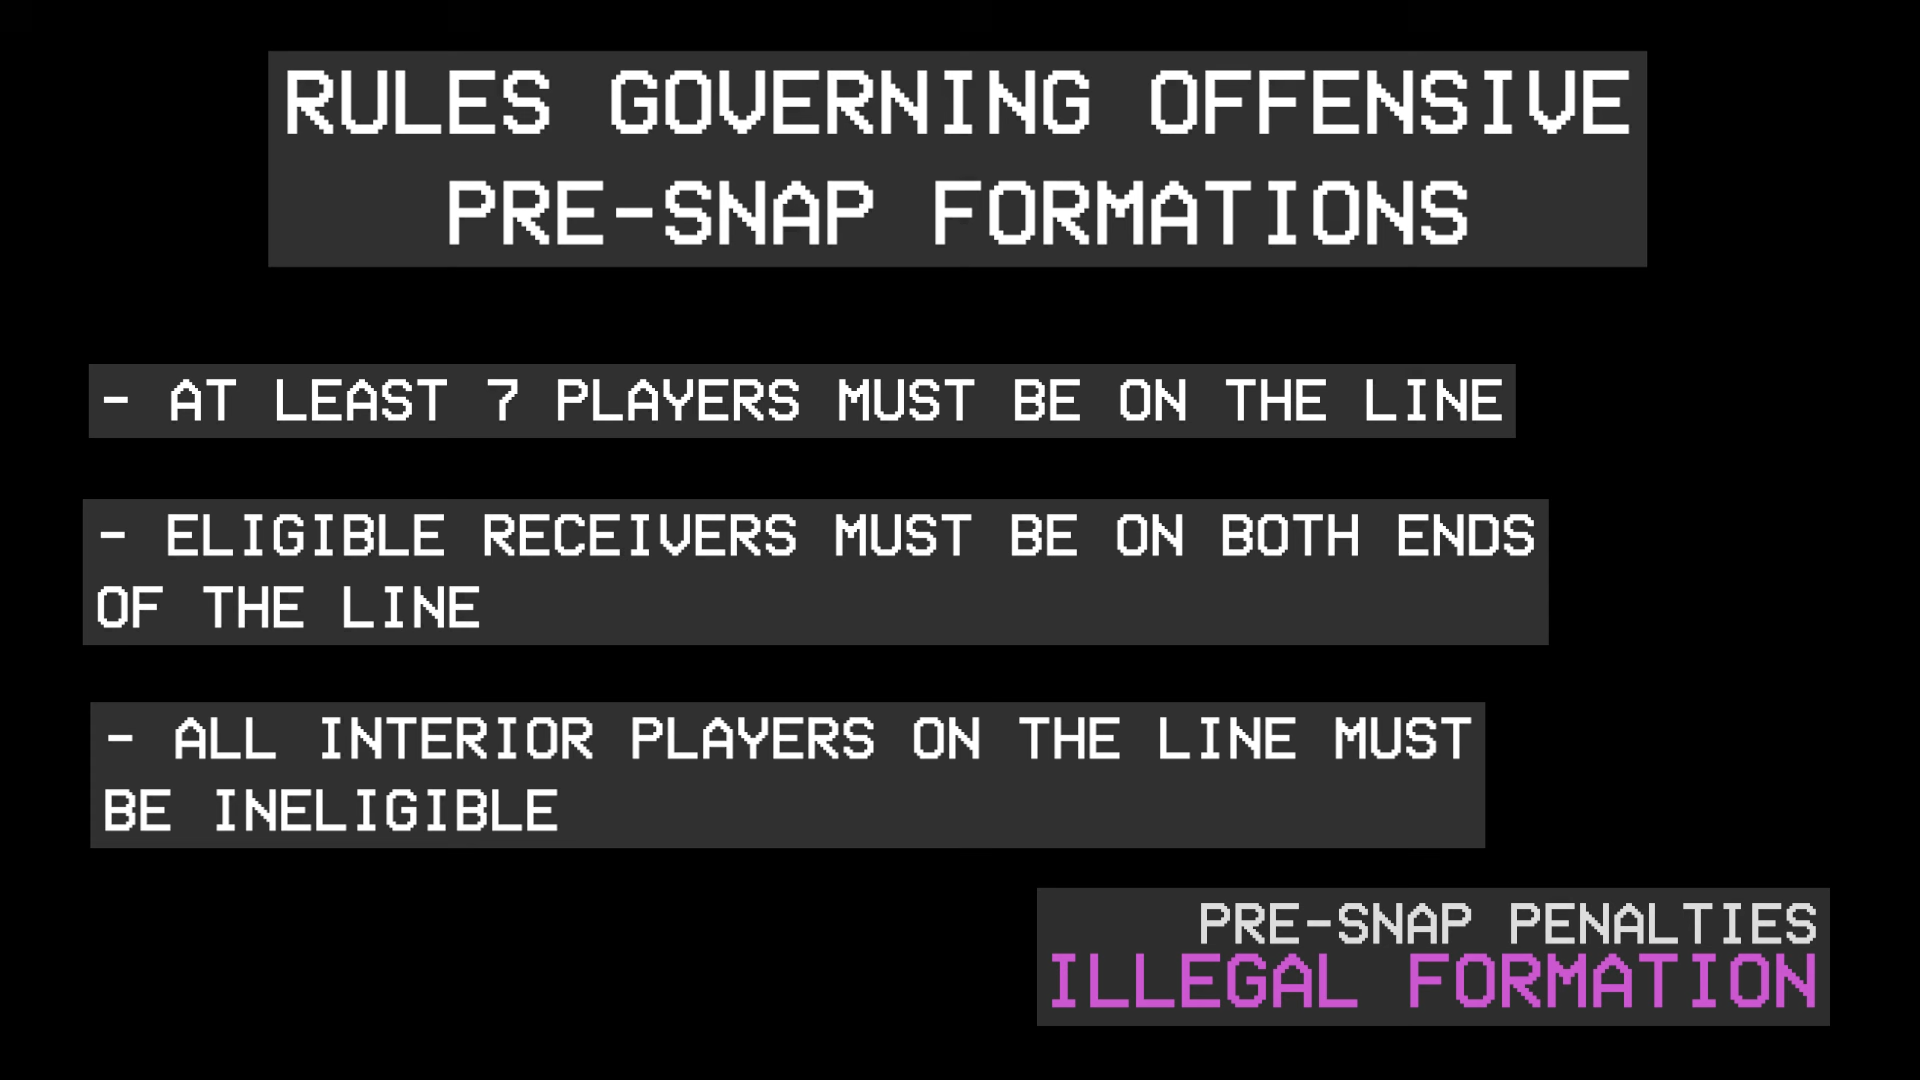 RULES GOVERNING OFFENSIVE
PRE-SNAP FORMATIONS
- AT LEAST 7 PLAYERS MUST BE ON THE LINE
- ELIGIBLE RECEIVERS MUST BE ON BOTH ENDS
OF THE LINE
- ALL INTERIOR PLAYERS ON THE LINE MUST
BE INELIGIBLE
PRE-SNAP PENALTIES
ILLEGAL FORMATION